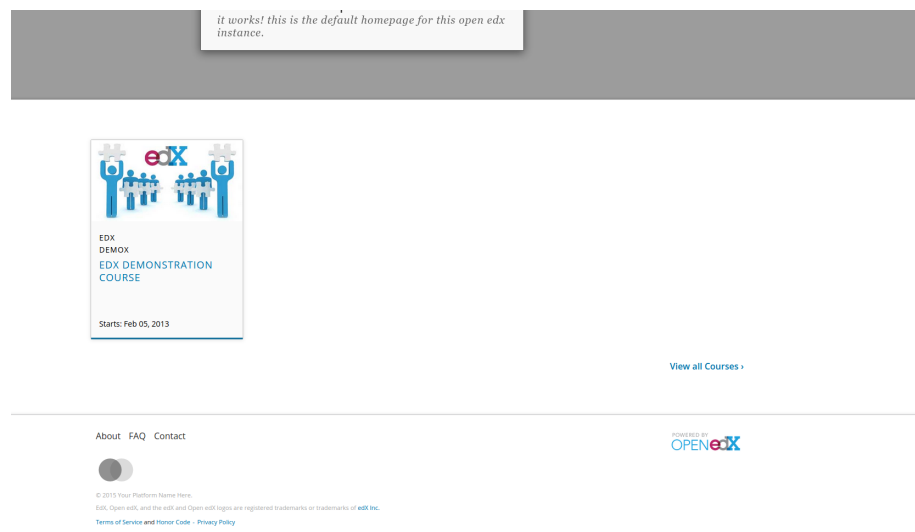 it works! this is the default homepage for this open edx
instance.
edX
EDX
DEMOX
EDX DEMONSTRATION
COURSE
Starts: Feb 05, 2013
View all Courses ›
About FAQ Contact
POWERED BY
OPEN edX
© 2015 Your Platform Name Here.
EdX, Open edX, and the edX and Open edX logos are registered trademarks or trademarks of edX Inc.
Terms of Service and Honor Code - Privacy Policy